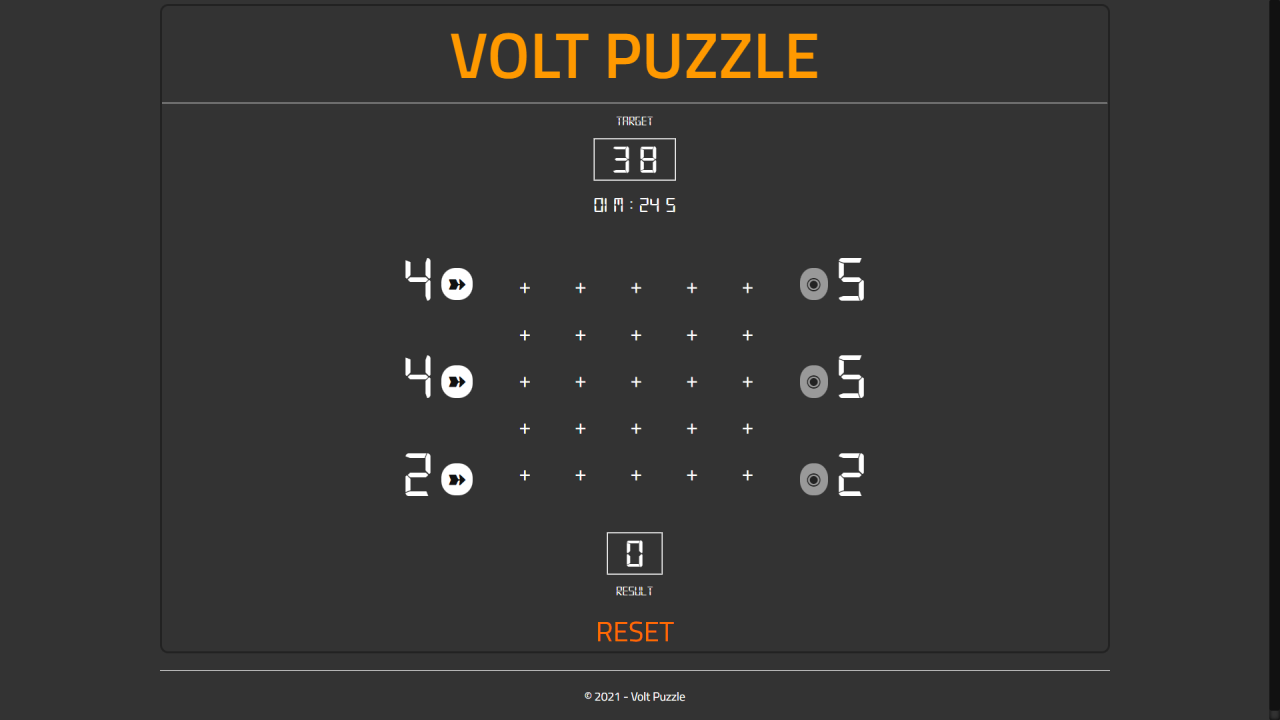 VOLT PUZZLE
TARGET
38
01 M : 24 S
4 + + + + + 5
+ + + + +
4 + + + + + 5
+ + + + +
2 + + + + + 2
0
RESULT
RESET
© 2021 - Volt Puzzle